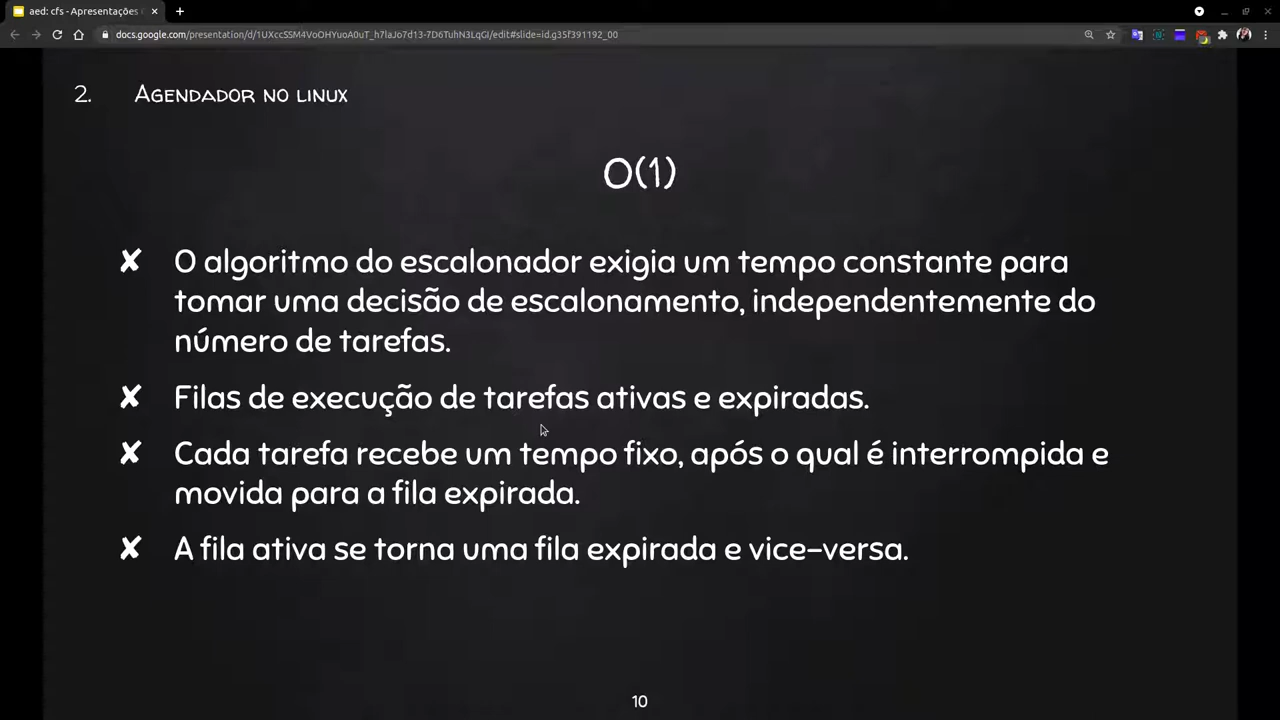 aed: cfs - Apresentações
docs.google.com/presentation/d/1UXccSSM4VoOHYuoA0uT_h7laJo7d13-7D6TuhN3LqGI/edit#slide=id.g35f391192_00
2. Agendador no linux
O(1)
✘ O algoritmo do escalonador exigia um tempo constante para
tomar uma decisão de escalonamento, independentemente do
número de tarefas.
✘ Filas de execução de tarefas ativas e expiradas.
✘ Cada tarefa recebe um tempo fixo, após o qual é interrompida e
movida para a fila expirada.
✘ A fila ativa se torna uma fila expirada e vice-versa.
10